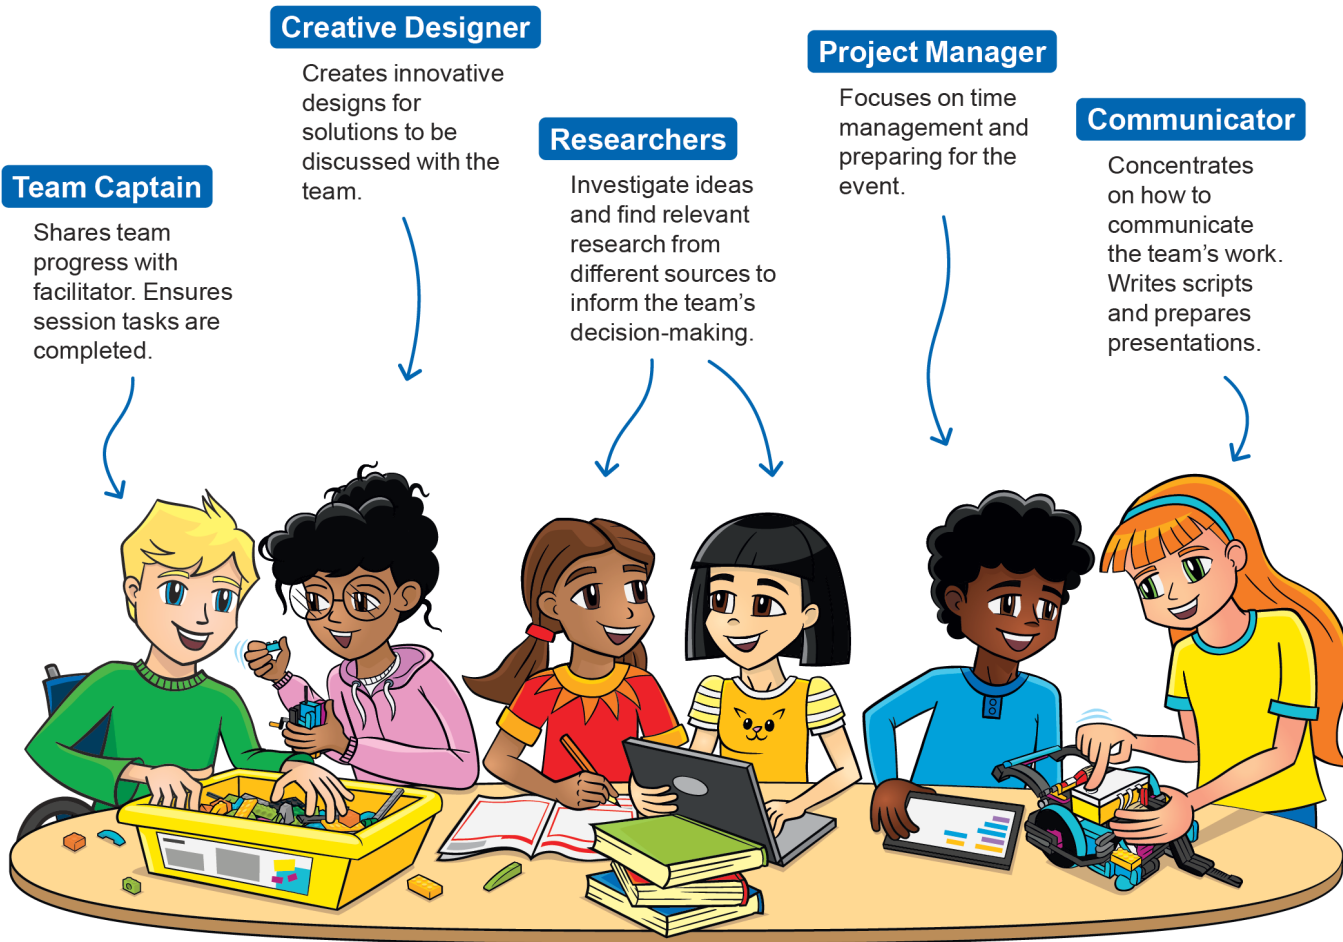 Team Captain
Shares team
progress with
facilitator. Ensures
session tasks are
completed.
Creative Designer
Creates innovative
designs for
solutions to be
discussed with the
team.
Researchers
Investigate ideas
and find relevant
research from
different sources to
inform the team’s
decision-making.
Project Manager
Focuses on time
management and
preparing for the
event.
Communicator
Concentrates
on how to
communicate
the team’s work.
Writes scripts
and prepares
presentations.